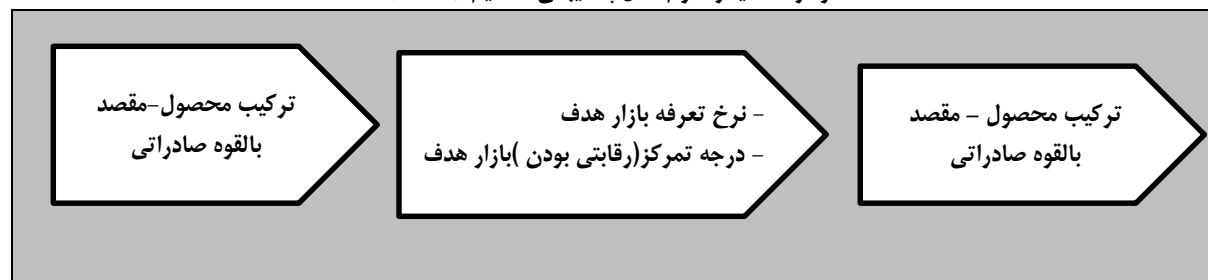 ترکیب محصول-مقصد
بالقوه صادراتی
- نرخ تعرفه بازار هدف
- درجه تمرکز(رقابتی بودن )بازار هدف
ترکیب محصول - مقصد
بالقوه صادراتی